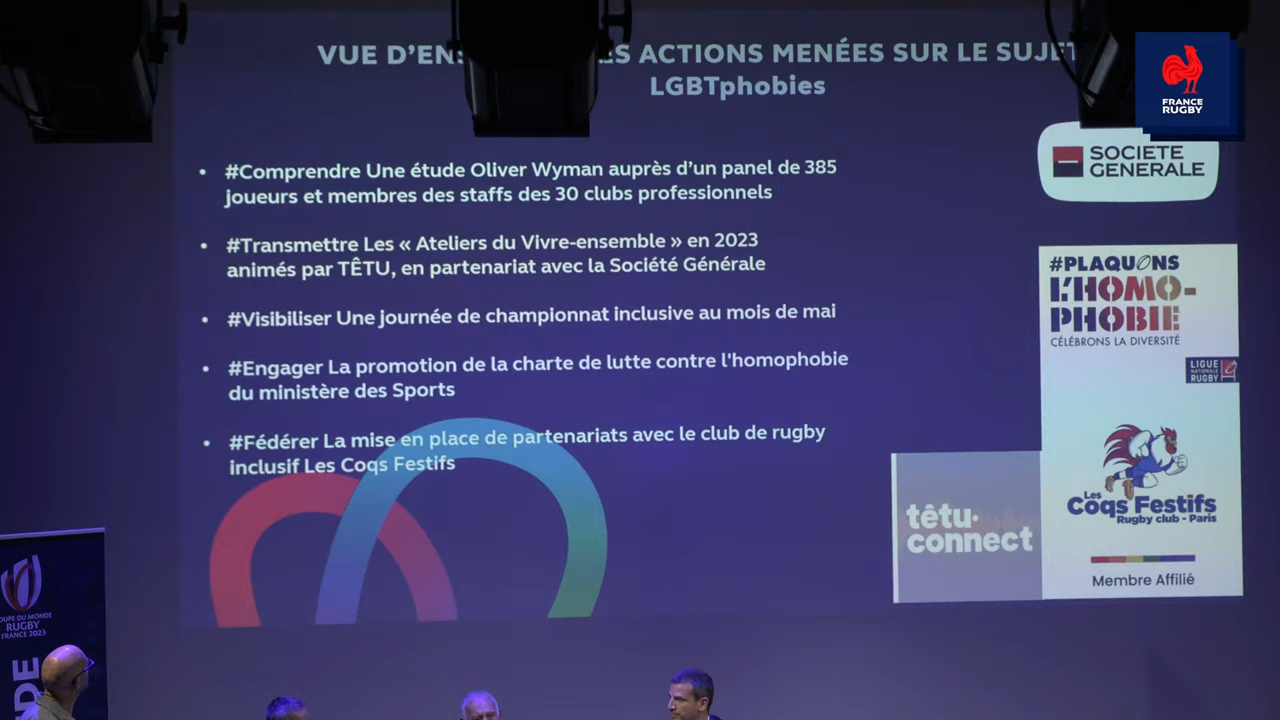 VUE D'ENS ES ACTIONS MENÉES SUR LE SUJET
LGBTphobies
FRANCE
RUGBY
SOCIETE
GENERALE
• #Comprendre Une étude Oliver Wyman auprès d'un panel de 385
joueurs et membres des staffs des 30 clubs professionnels
• #Transmettre Les « Ateliers du Vivre-ensemble » en 2023
animés par TÊTU, en partenariat avec la Société Générale
• #Visibiliser Une journée de championnat inclusive au mois de mai
• #Engager La promotion de la charte de lutte contre l'homophobie
du ministère des Sports
• #Fédérer La mise en place de partenariats avec le club de rugby
inclusif Les Coqs Festifs
#PLAQUONS
L'HOMO-
PHOBIE
CÉLÉBRONS LA DIVERSITÉ
LIGUE
NATIONALE
RUGBY
Les
Coqs Festifs
Rugby club - Paris
Membre Affilié
têtu·
connect
OUPE DU MONDE
RUGBY
FRANCE 2023
NDE